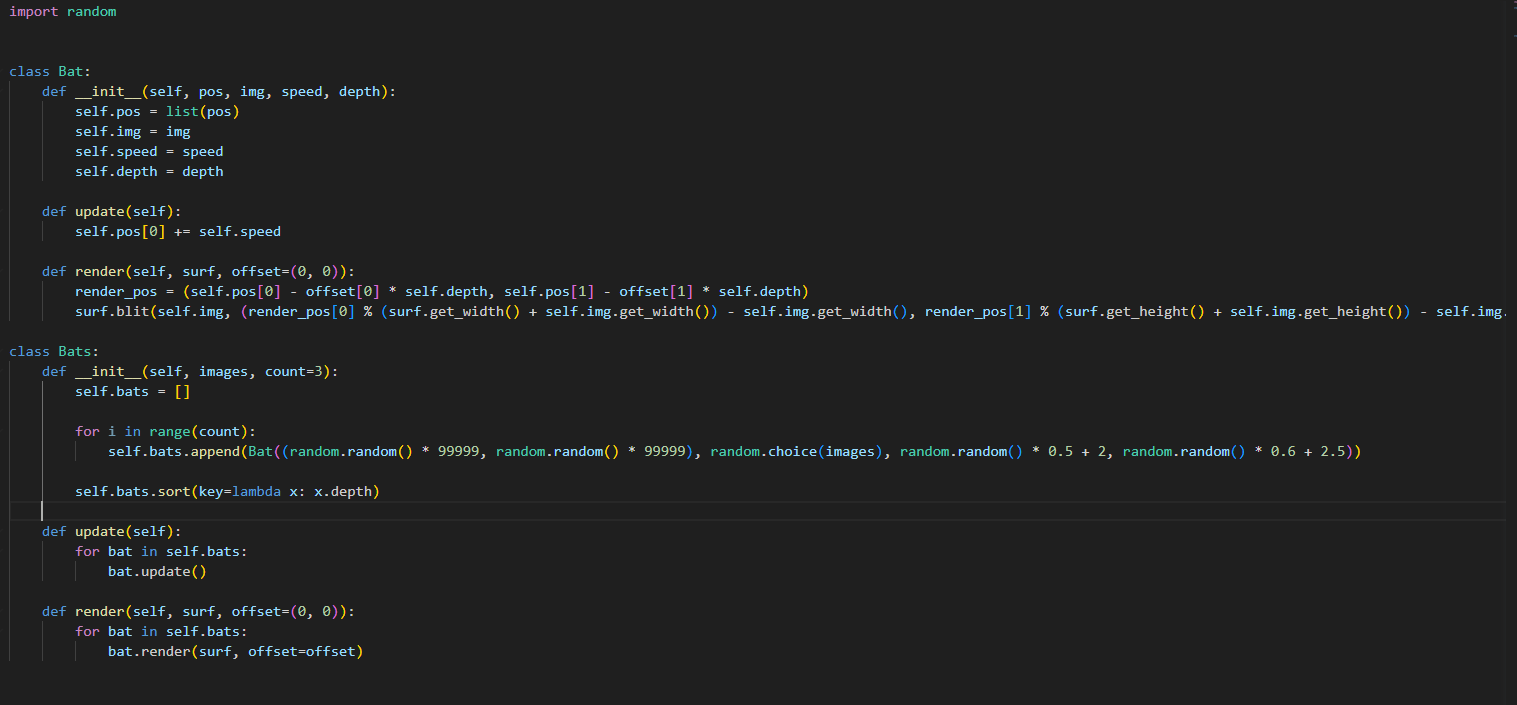 import random
class Bat:
    def __init__(self, pos, img, speed, depth):
        self.pos = list(pos)
        self.img = img
        self.speed = speed
        self.depth = depth
    def update(self):
        self.pos[0] += self.speed
    def render(self, surf, offset=(0, 0)):
        render_pos = (self.pos[0] - offset[0] * self.depth, self.pos[1] - offset[1] * self.depth)
        surf.blit(self.img, (render_pos[0] % (surf.get_width() + self.img.get_width()) - self.img.get_width(), render_pos[1] % (surf.get_height() + self.img.get_height()) - self.img.
class Bats:
    def __init__(self, images, count=3):
        self.bats = []
        for i in range(count):
            self.bats.append(Bat((random.random() * 99999, random.random() * 99999), random.choice(images), random.random() * 0.5 + 2, random.random() * 0.6 + 2.5))
        self.bats.sort(key=lambda x: x.depth)
    def update(self):
        for bat in self.bats:
            bat.update()
    def render(self, surf, offset=(0, 0)):
        for bat in self.bats:
            bat.render(surf, offset=offset)